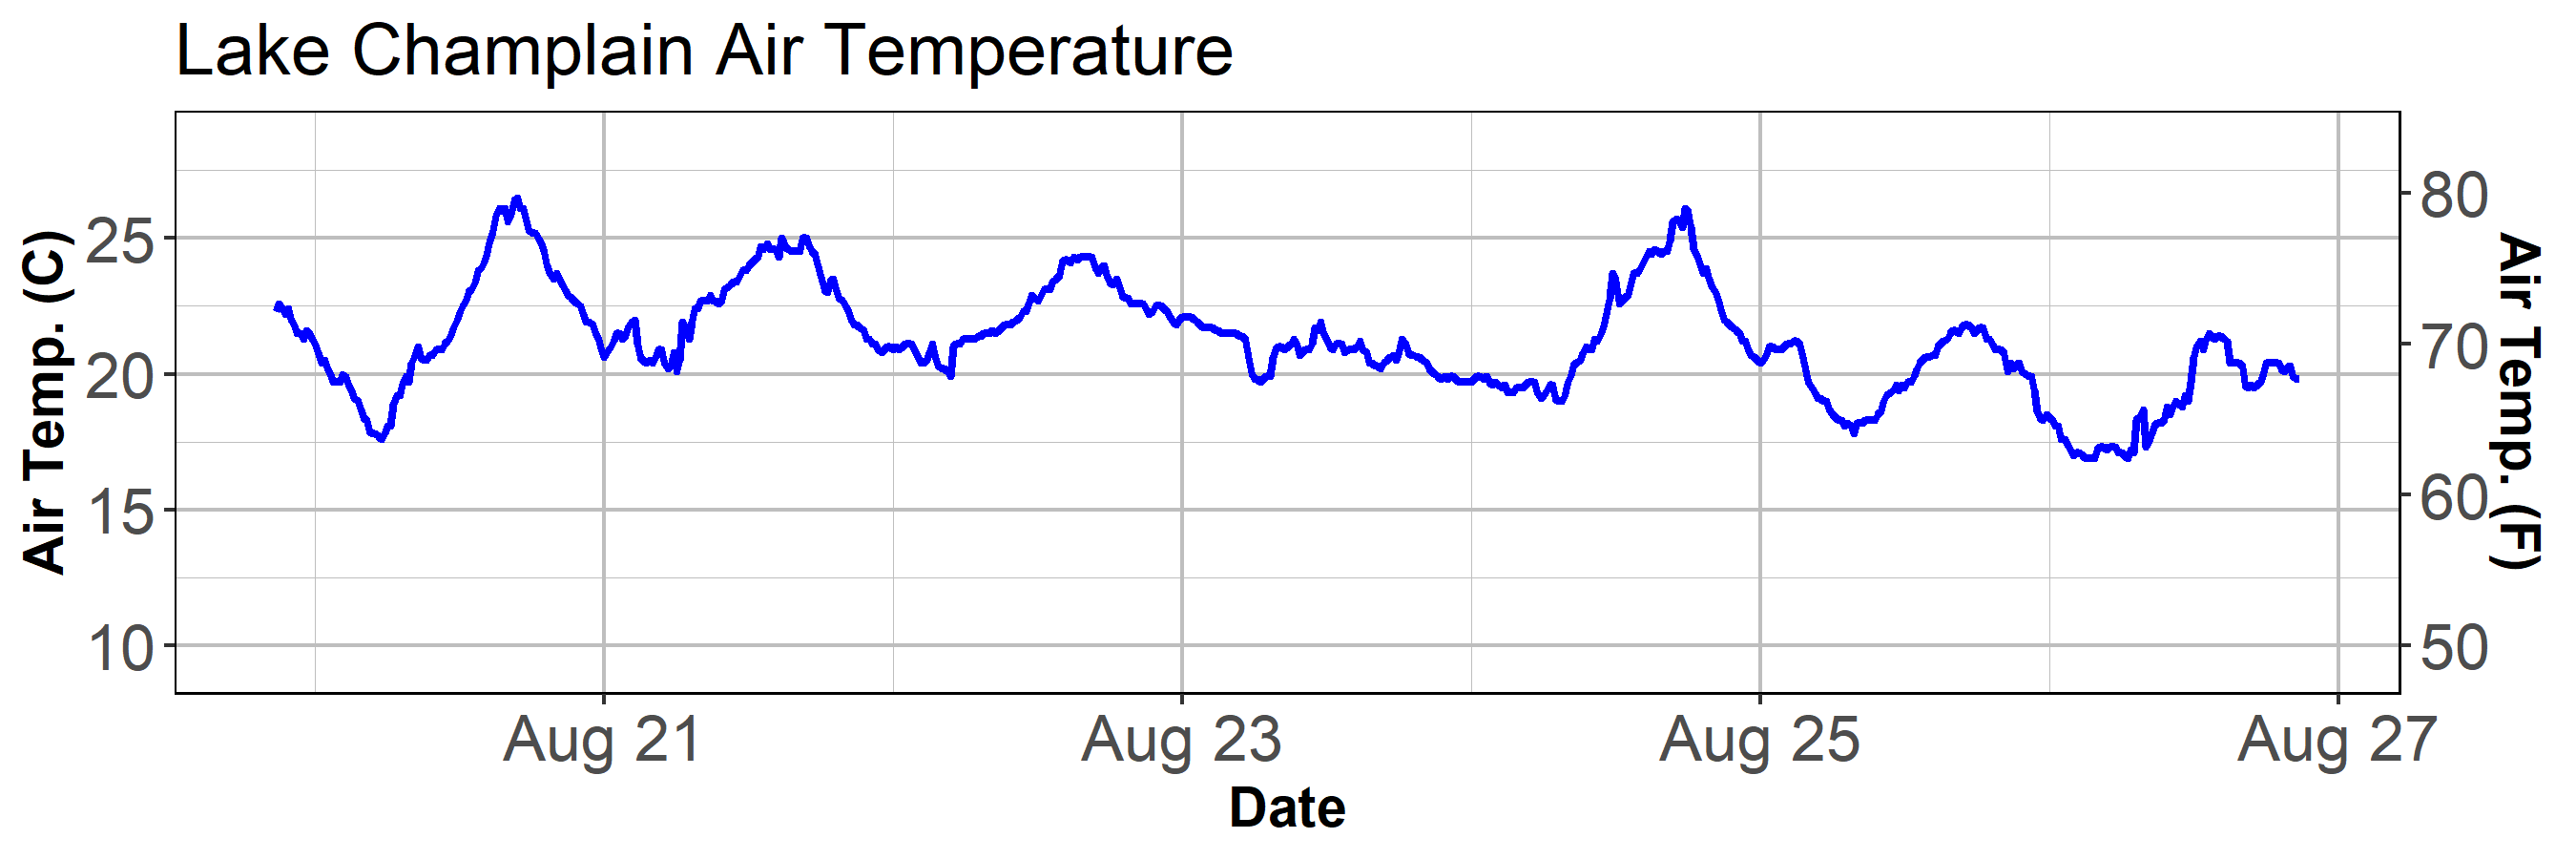 Lake Champlain Air Temperature
Air Temp. (C)
25
20
15
10
80
70
60
50
Air Temp. (F)
Aug 21 Aug 23 Aug 25 Aug 27
Date